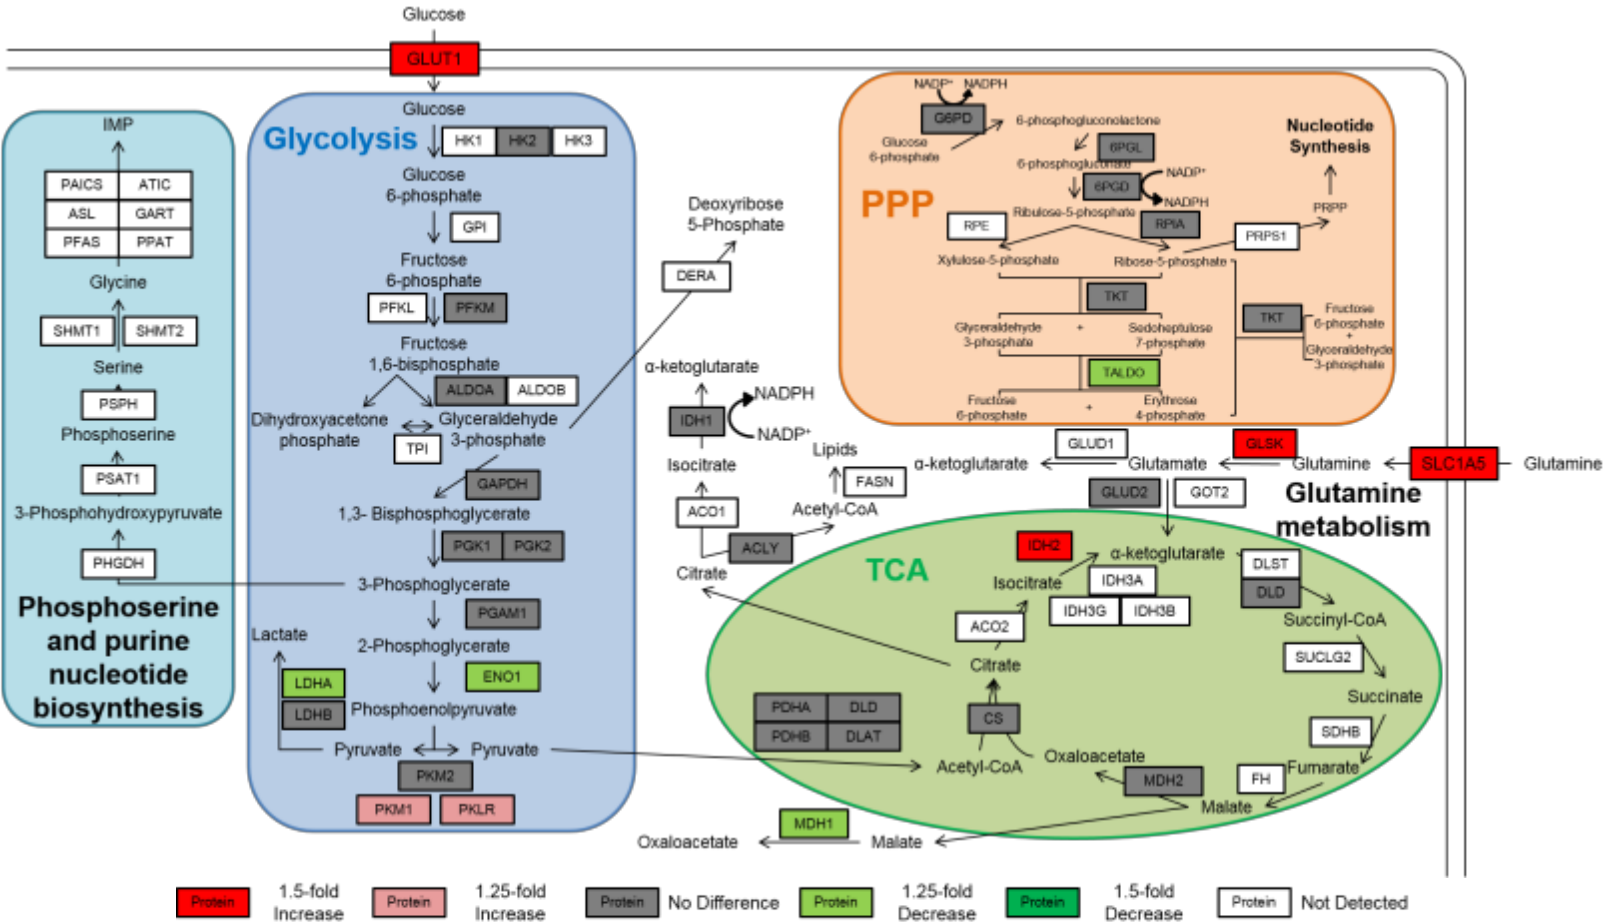 Glucose
GLUT1
IMP
PAICS ATIC
ASL GART
PFAS PPAT
Glycine
SHMT1 SHMT2
Serine
PSPH
Phosphoserine
PSAT1
3-Phosphohydroxypyruvate
PHGDH
Phosphoserine
and purine
nucleotide
biosynthesis
Glycolysis
Glucose
HK1 HK2 HK3
Glucose
6-phosphate
GPI
Fructose
6-phosphate
PFKL PFKM
Fructose
1,6-bisphosphate
ALDOA ALDOB
Dihydroxyacetone
phosphate
Glyceraldehyde
3-phosphate
TPI
GAPDH
1,3- Bisphosphoglycerate
PGK1 PGK2
3-Phosphoglycerate
PGAM1
2-Phosphoglycerate
Lactate
LDHA
LDHB
ENO1
Phosphoenolpyruvate
Pyruvate Pyruvate
PKM2
PKM1 PKLR
Deoxyribose
5-Phosphate
DERA
α-ketoglutarate
IDH1
NADPH
NADP+
Isocitrate
ACO1
Citrate
ACLY
Lipids
FASN
Acetyl-CoA
PPP
NADP+ NADPH
G6PD
Glucose
6-phosphate
6-phosphogluconolactone
6PGL
6-phosphogluconate
6PGD
NADP+
NADPH
Ribulose-5-phosphate
RPE
RPIA
PRPS1
PRPP
Nucleotide
Synthesis
Xylulose-5-phosphate
Ribose-5-phosphate
TKT
Glyceraldehyde
3-phosphate
+
Sedoheptulose
7-phosphate
TALDO
Fructose
6-phosphate
+
Erythrose
4-phosphate
TKT
Fructose
6-phosphate
+
Glyceraldehyde
3-phosphate
GLUD1
GLSK
SLC1A5
α-ketoglutarate Glutamate Glutamine Glutamine
GLUD2 GOT2
Glutamine
metabolism
TCA
IDH2
α-ketoglutarate
Isocitrate
IDH3A
IDH3G IDH3B
DLST
DLD
Succinyl-CoA
ACO2
SUCLG2
Citrate
Succinate
PDHA DLD
PDHB DLAT
CS
SDHB
Oxaloacetate
Acetyl-CoA
MDH2
FH
Fumarate
Malate
MDH1
Oxaloacetate Malate
Protein 1.5-fold
Increase
Protein 1.25-fold
Increase
Protein No Difference
Protein 1.25-fold
Decrease
Protein 1.5-fold
Decrease
Protein Not Detected